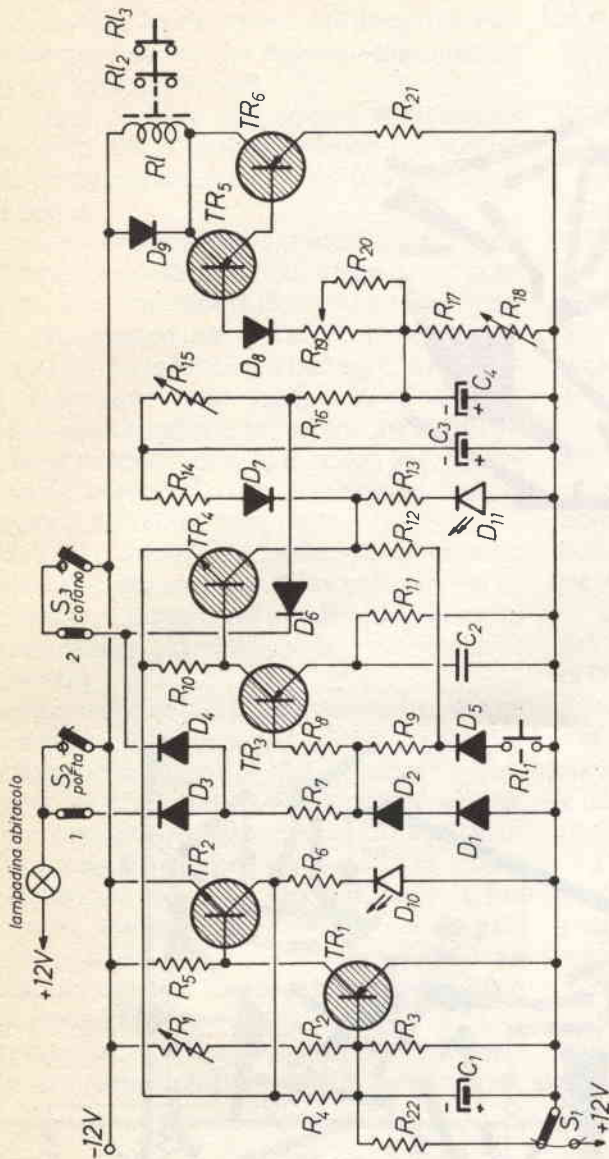 lampadina abitacolo
+12V
-12V
S2
porta
S3
cofano
1
2
Rl2
Rl3
Rl
D9
R1
R5
TR2
D3
D4
R10
TR4
R14
R15
TR5
TR6
D7
D6
D8
R4
R2
R6
R7
R8
TR3
R16
R19
R20
R22
R3
TR1
D10
D2
R9
R11
R12
R13
R17
R21
C1
D1
D5
C2
D11
C3
C4
R18
Rl1
-
+
-
+
-
+
S1
+12V